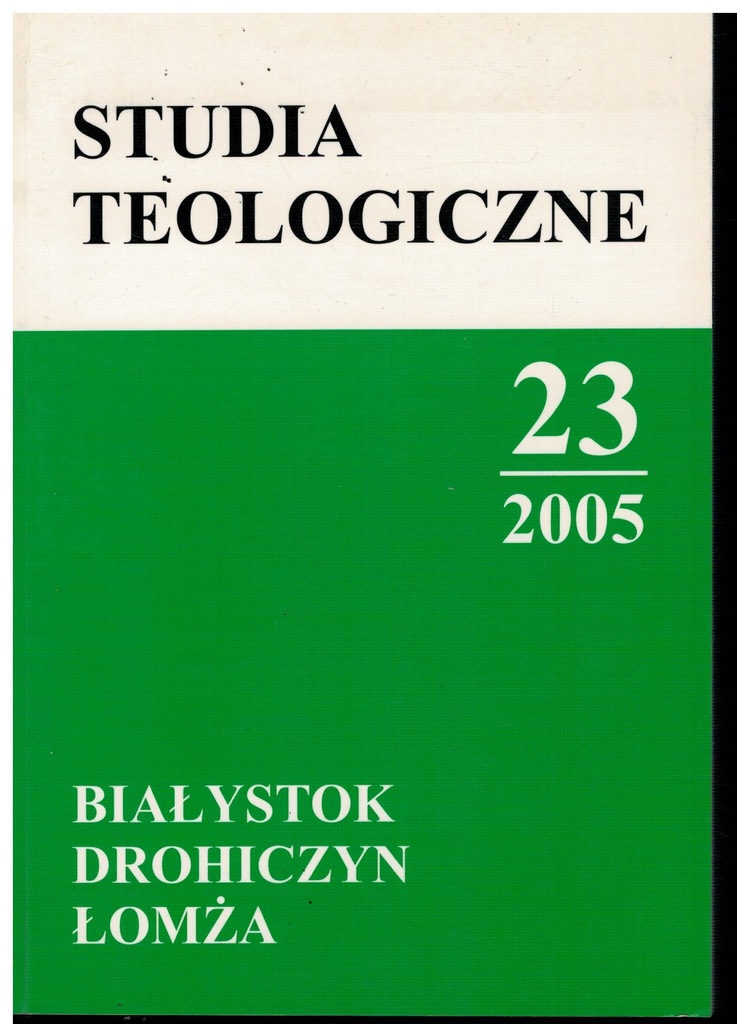 STUDIA
TEOLOGICZNE
23
2005
BIAŁYSTOK
DROHICZYN
ŁOMŻA